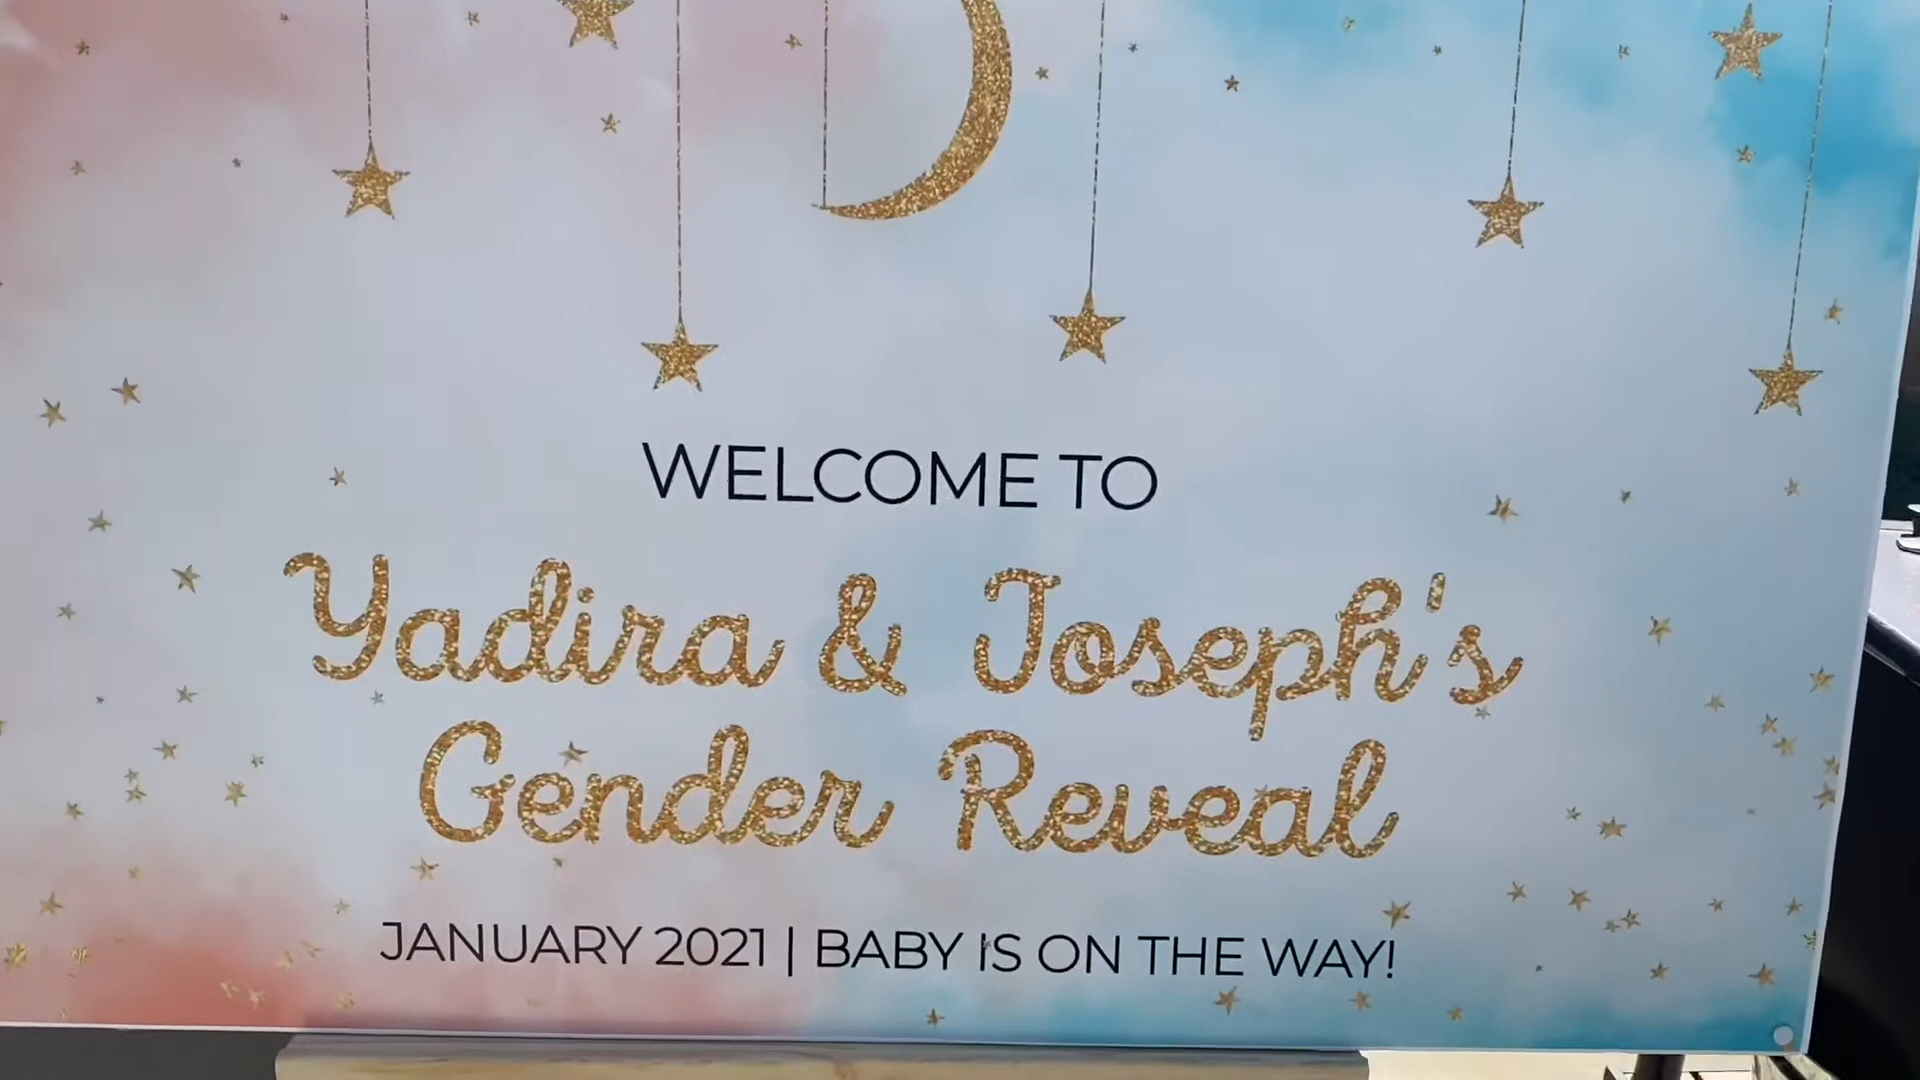 WELCOME TO
Yadira & Joseph's
Gender Reveal
JANUARY 2021 | BABY IS ON THE WAY!